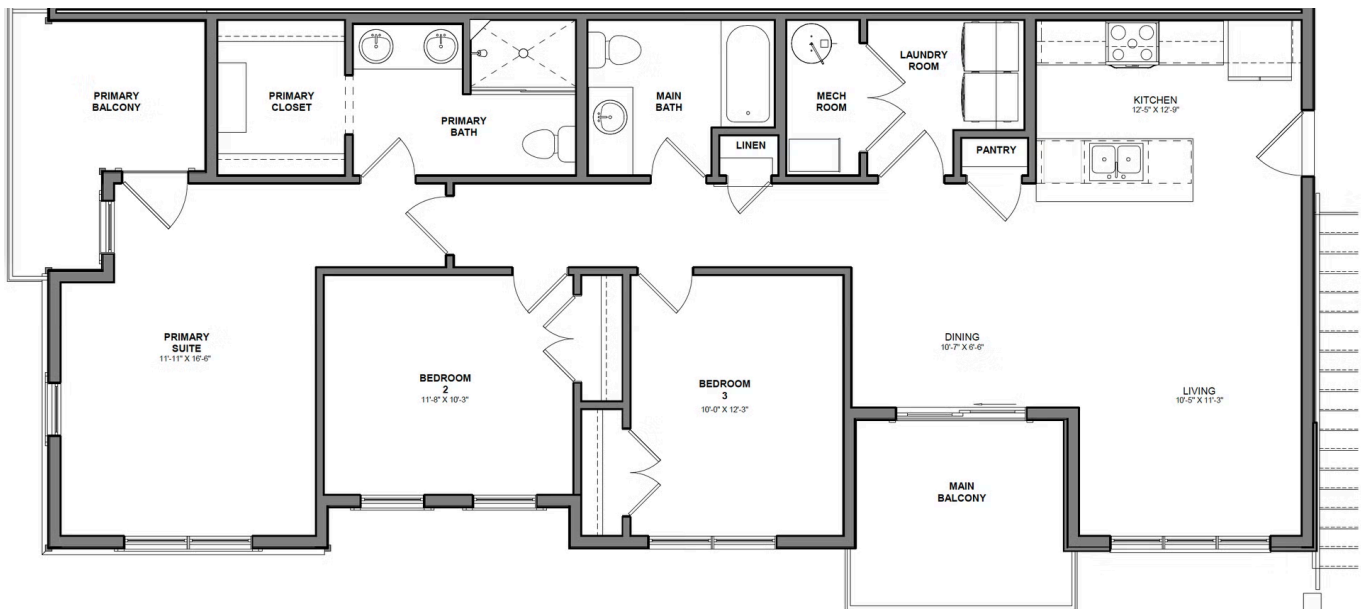 PRIMARY
BALCONY
PRIMARY
CLOSET
PRIMARY
BATH
MAIN
BATH
LINEN
MECH
ROOM
LAUNDRY
ROOM
PANTRY
KITCHEN
12'-5" X 12'-9"
PRIMARY
SUITE
11'-11" X 16'-6"
BEDROOM
2
11'-8" X 10'-3"
BEDROOM
3
10'-0" X 12'-3"
DINING
10'-7" X 6'-6"
LIVING
10'-5" X 11'-3"
MAIN
BALCONY